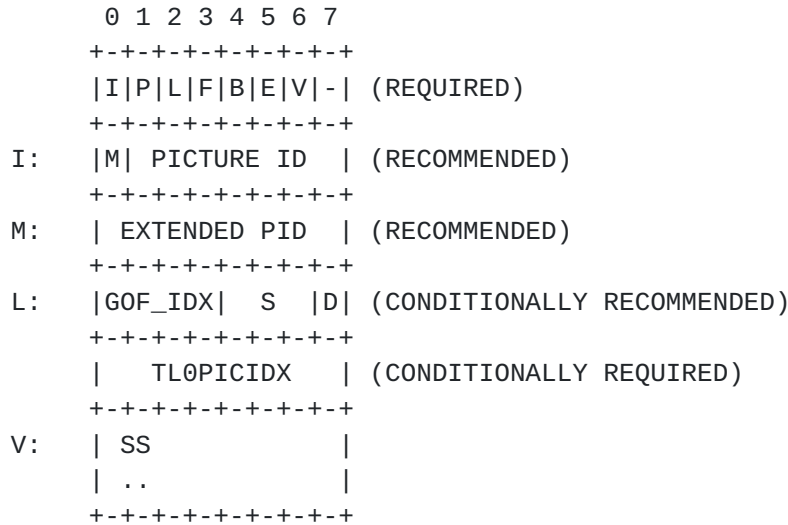 0 1 2 3 4 5 6 7
     +-+-+-+-+-+-+-+-+
     |I|P|L|F|B|E|V|-| (REQUIRED)
     +-+-+-+-+-+-+-+-+
I:   |M| PICTURE ID  | (RECOMMENDED)
     +-+-+-+-+-+-+-+-+
M:   | EXTENDED PID  | (RECOMMENDED)
     +-+-+-+-+-+-+-+-+
L:   |GOF_IDX|  S  |D| (CONDITIONALLY RECOMMENDED)
     +-+-+-+-+-+-+-+-+
     |   TL0PICIDX   | (CONDITIONALLY REQUIRED)
     +-+-+-+-+-+-+-+-+
V:   | SS            |
     | ..            |
     +-+-+-+-+-+-+-+-+